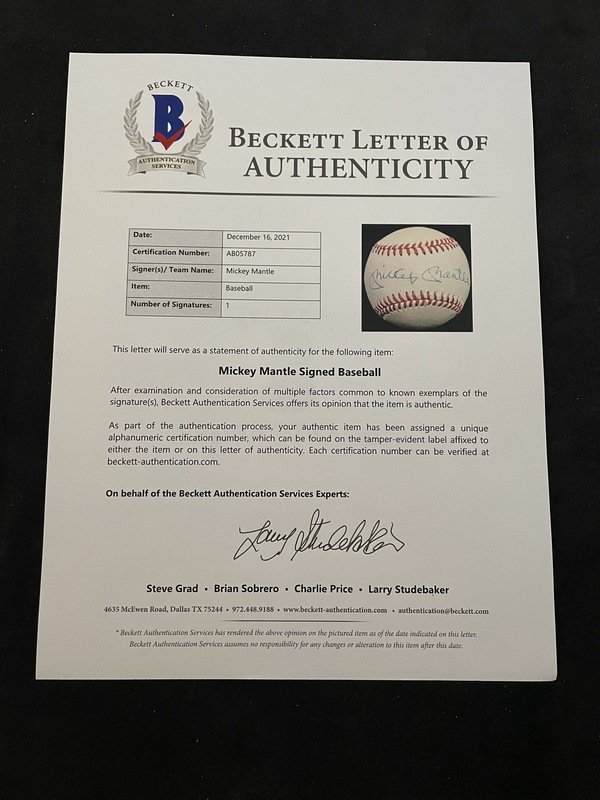 BECKETT
B
AUTHENTICATION
SERVICES
BECKETT LETTER OF
AUTHENTICITY
Date: December 16, 2021
Certification Number: AB05787
Signer(s)/ Team Name: Mickey Mantle
Item: Baseball
Number of Signatures: 1
Mickey Mantle
This letter will serve as a statement of authenticity for the following item:
Mickey Mantle Signed Baseball
After examination and consideration of multiple factors common to known exemplars of the
signature(s), Beckett Authentication Services offers its opinion that the item is authentic.
As part of the authentication process, your authentic item has been assigned a unique
alphanumeric certification number, which can be found on the tamper-evident label affixed to
either the item or on this letter of authenticity. Each certification number can be verified at
beckett-authentication.com.
On behalf of the Beckett Authentication Services Experts:
Larry Studebaker
Steve Grad • Brian Sobrero • Charlie Price • Larry Studebaker
4635 McEwen Road, Dallas TX 75244 • 972.448.9188 • www.beckett-authentication.com • authentication@beckett.com
* Beckett Authentication Services has rendered the above opinion on the pictured item as of the date indicated on this letter.
Beckett Authentication Services assumes no responsibility for any changes or alteration to this item after this date.